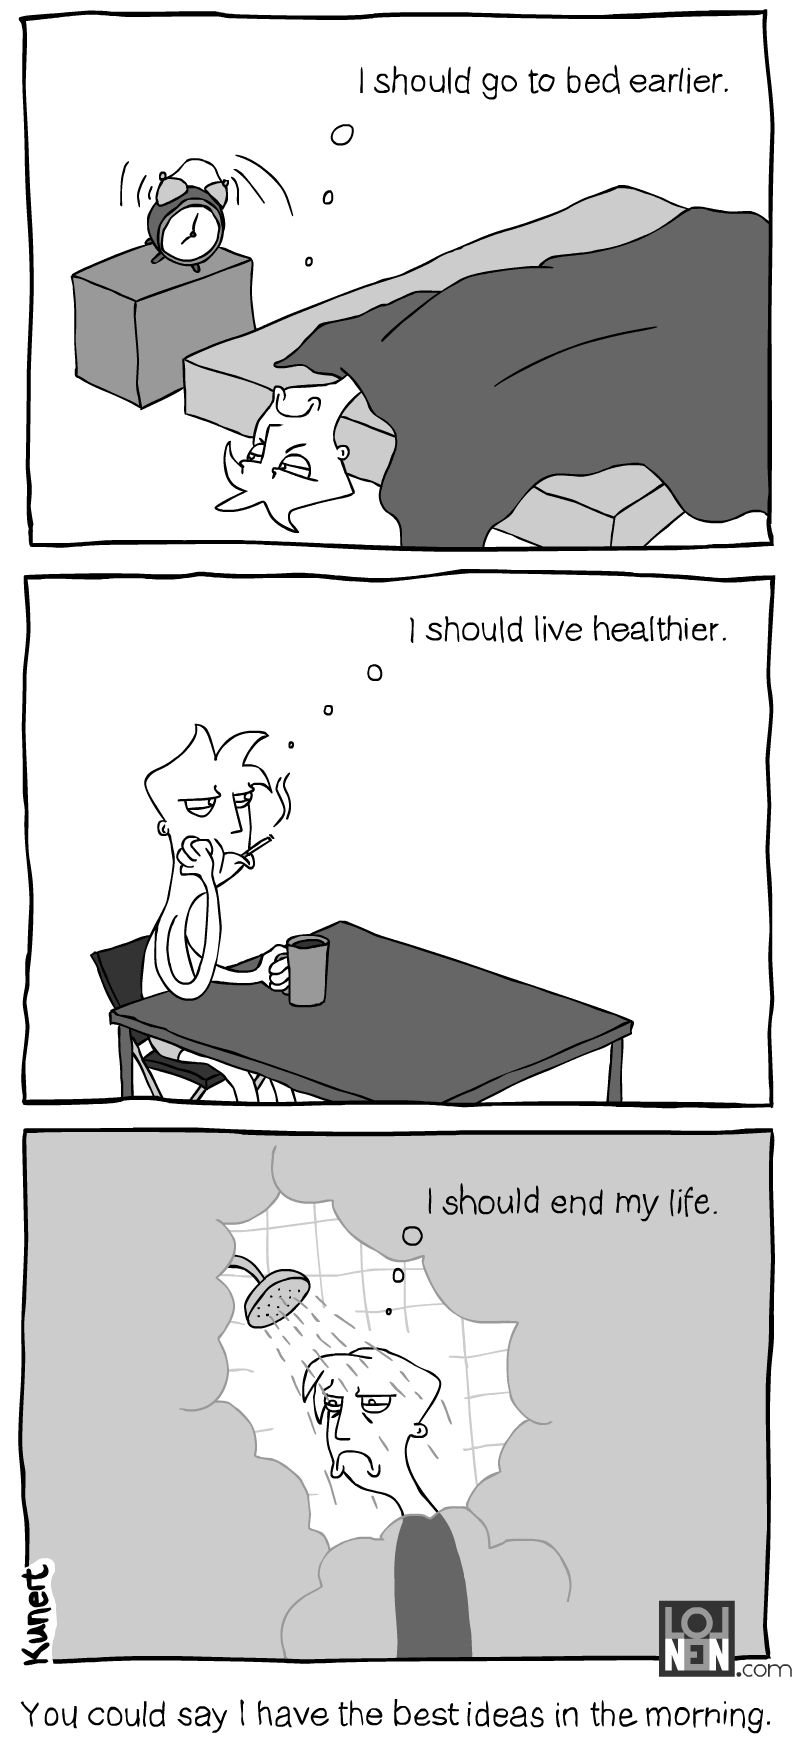 I should go to bed earlier.
I should live healthier.
I should end my life.
Kunert
LOL
NEIN
.com
You could say I have the best ideas in the morning.